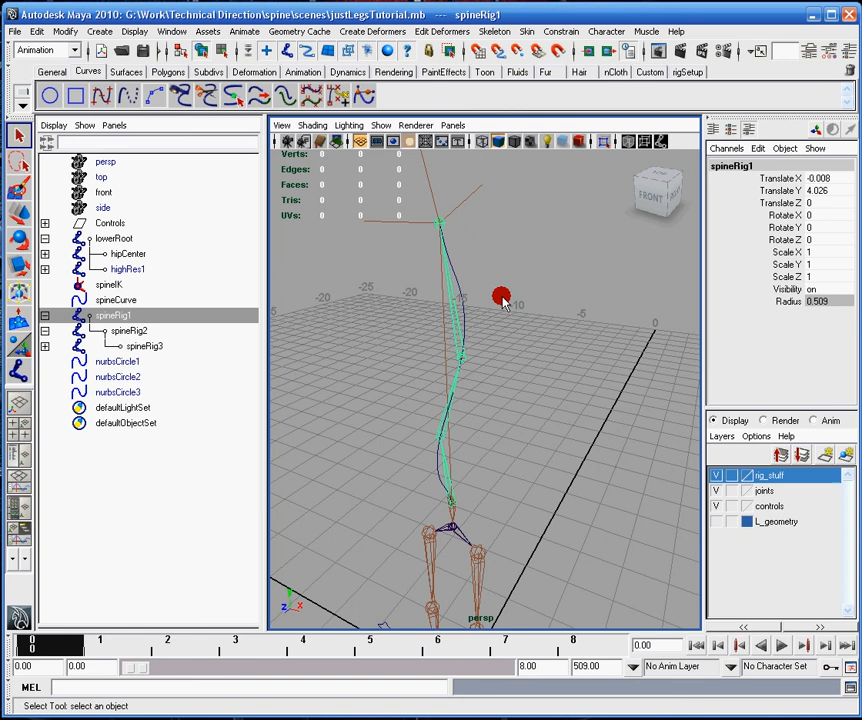 Autodesk Maya 2010: G:\Work\Technical Direction\spine\scenes\justLegsTutorial.mb --- spineRig1
File Edit Modify Create Display Window Assets Animate Geometry Cache Create Deformers Edit Deformers Skeleton Skin Constrain Character Muscle Help
Animation
General Curves Surfaces Polygons Subdivs Deformation Animation Dynamics Rendering PaintEffects Toon Fluids Fur Hair nCloth Custom rigSetup
Display Show Panels
View Shading Lighting Show Renderer Panels
Channels Edit Object Show
persp
top
front
side
Controls
lowerRoot
hipCenter
highRes1
spineIK
spineCurve
spineRig1
spineRig2
spineRig3
nurbsCircle1
nurbsCircle2
nurbsCircle3
defaultLightSet
defaultObjectSet
Verts: 0 0 0
Edges: 0 0 0
Faces: 0 0 0
Tris: 0 0 0
UVs: 0 0 0
FRONT
-25 -20 -15 -10 -5 0
persp
y
z x
spineRig1
Translate X -0.008
Translate Y 4.026
Translate Z 0
Rotate X 0
Rotate Y 0
Rotate Z 0
Scale X 1
Scale Y 1
Scale Z 1
Visibility on
Radius 0.509
Display Render Anim
Layers Options Help
V rig_stuff
V joints
V controls
L_geometry
<< >>
0 1 2 3 4 5 6 7 8
0
0.00
0.00 0.00 8.00 509.00 No Anim Layer No Character Set
MEL
Select Tool: select an object